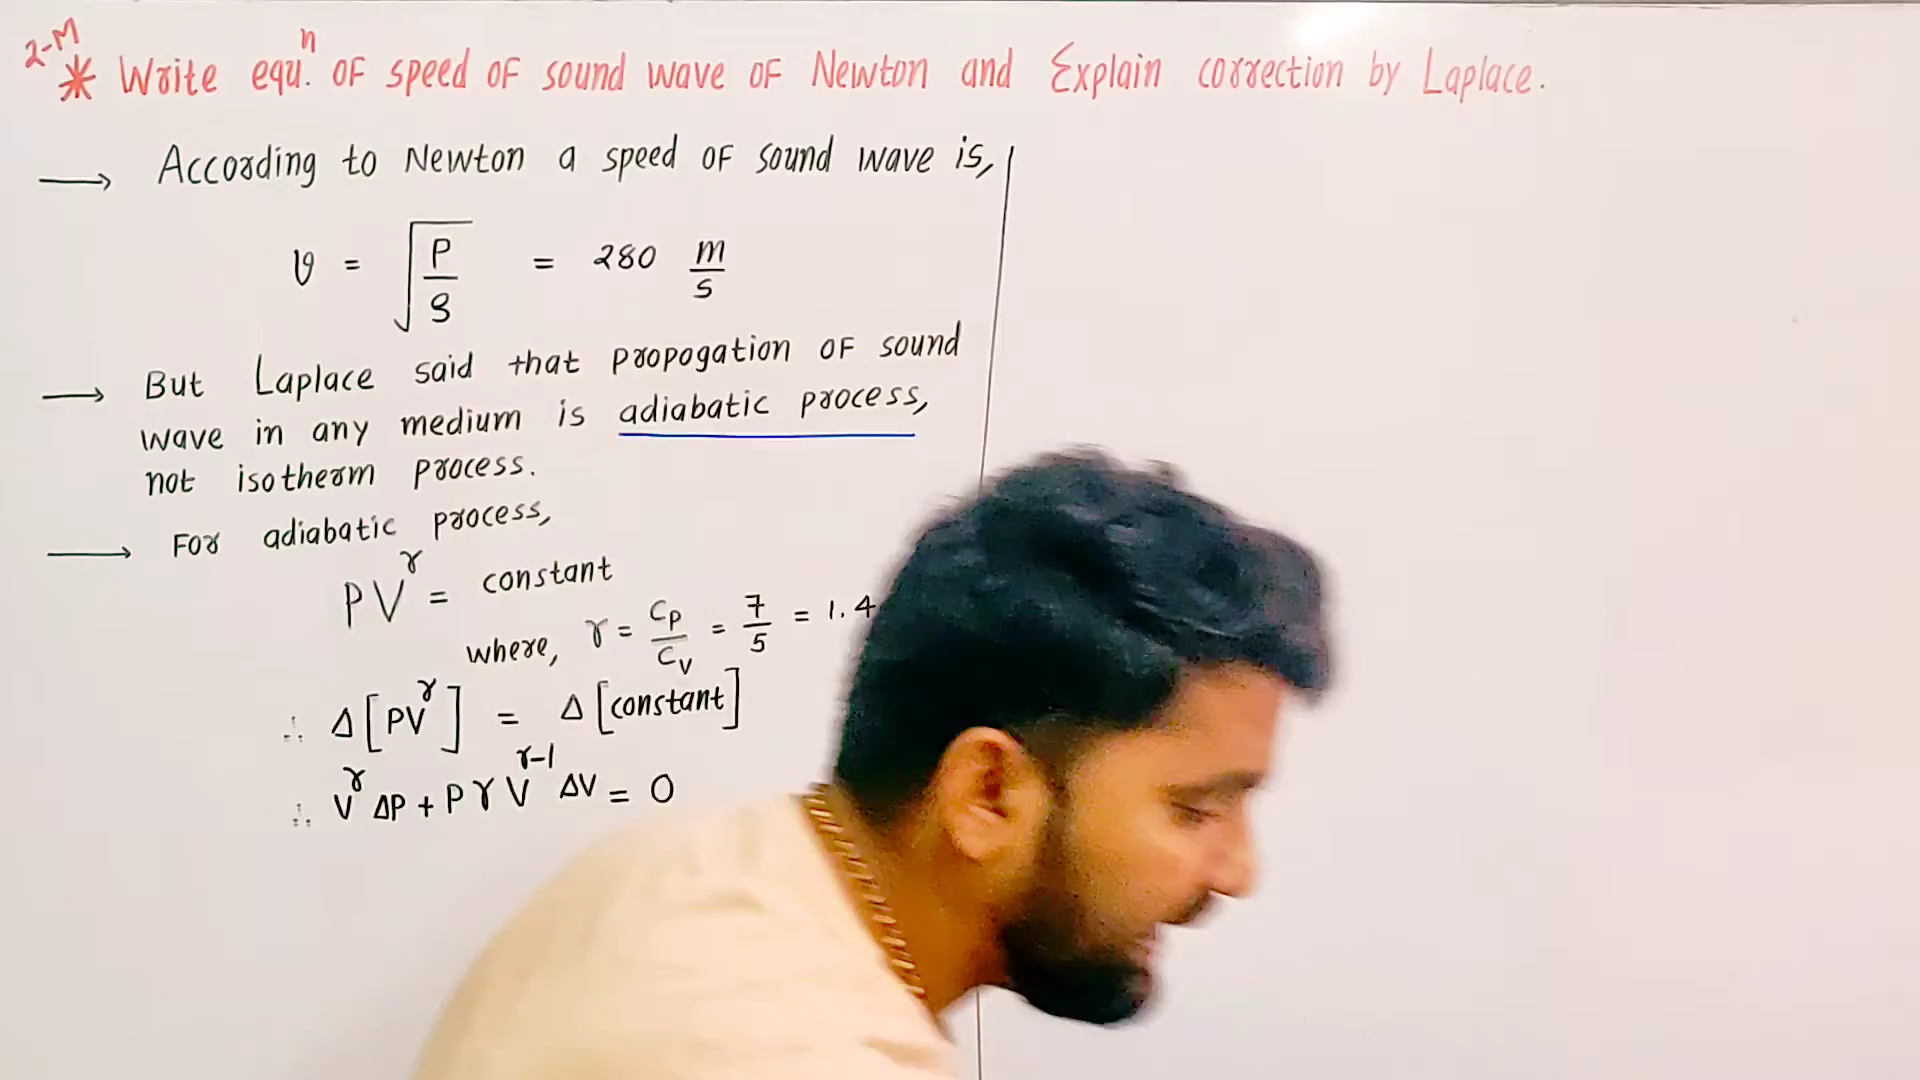 2-M
* Write equ.ⁿ OF speed OF sound wave OF Newton and Explain correction by Laplace.
→ According to Newton a speed OF sound wave is,
v = √(P/ρ) = 280 m/s
→ But Laplace said that propogation OF sound
wave in any medium is adiabatic process,
not isotherm process.
→ For adiabatic process,
PV^γ = constant
where, γ = C_P/C_V = 7/5 = 1.4
∴ Δ[PV^γ] = Δ[constant]
∴ V^γ ΔP + PγV^(γ-1) ΔV = 0